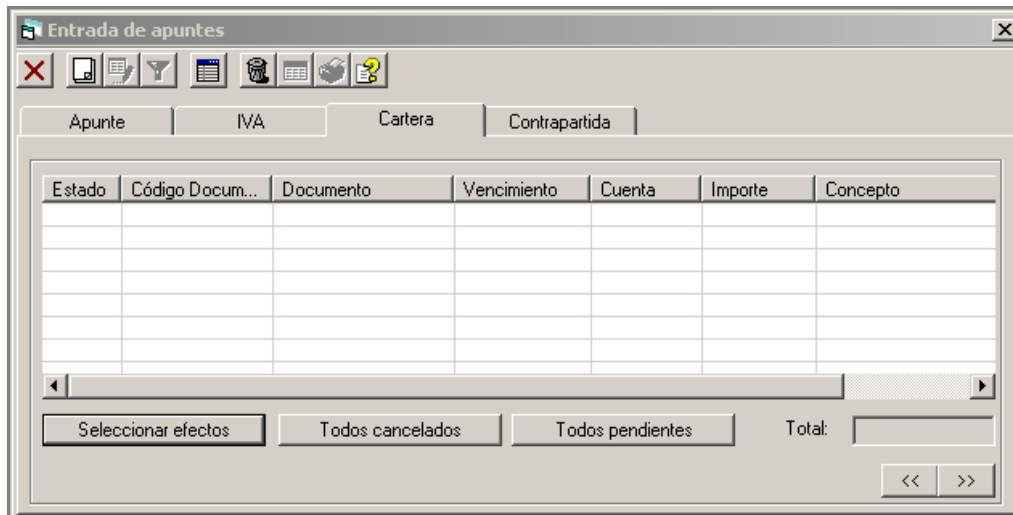 Entrada de apuntes
Apunte IVA Cartera Contrapartida
Estado Código Docum... Documento Vencimiento Cuenta Importe Concepto
Seleccionar efectos Todos cancelados Todos pendientes Total:
<< >>